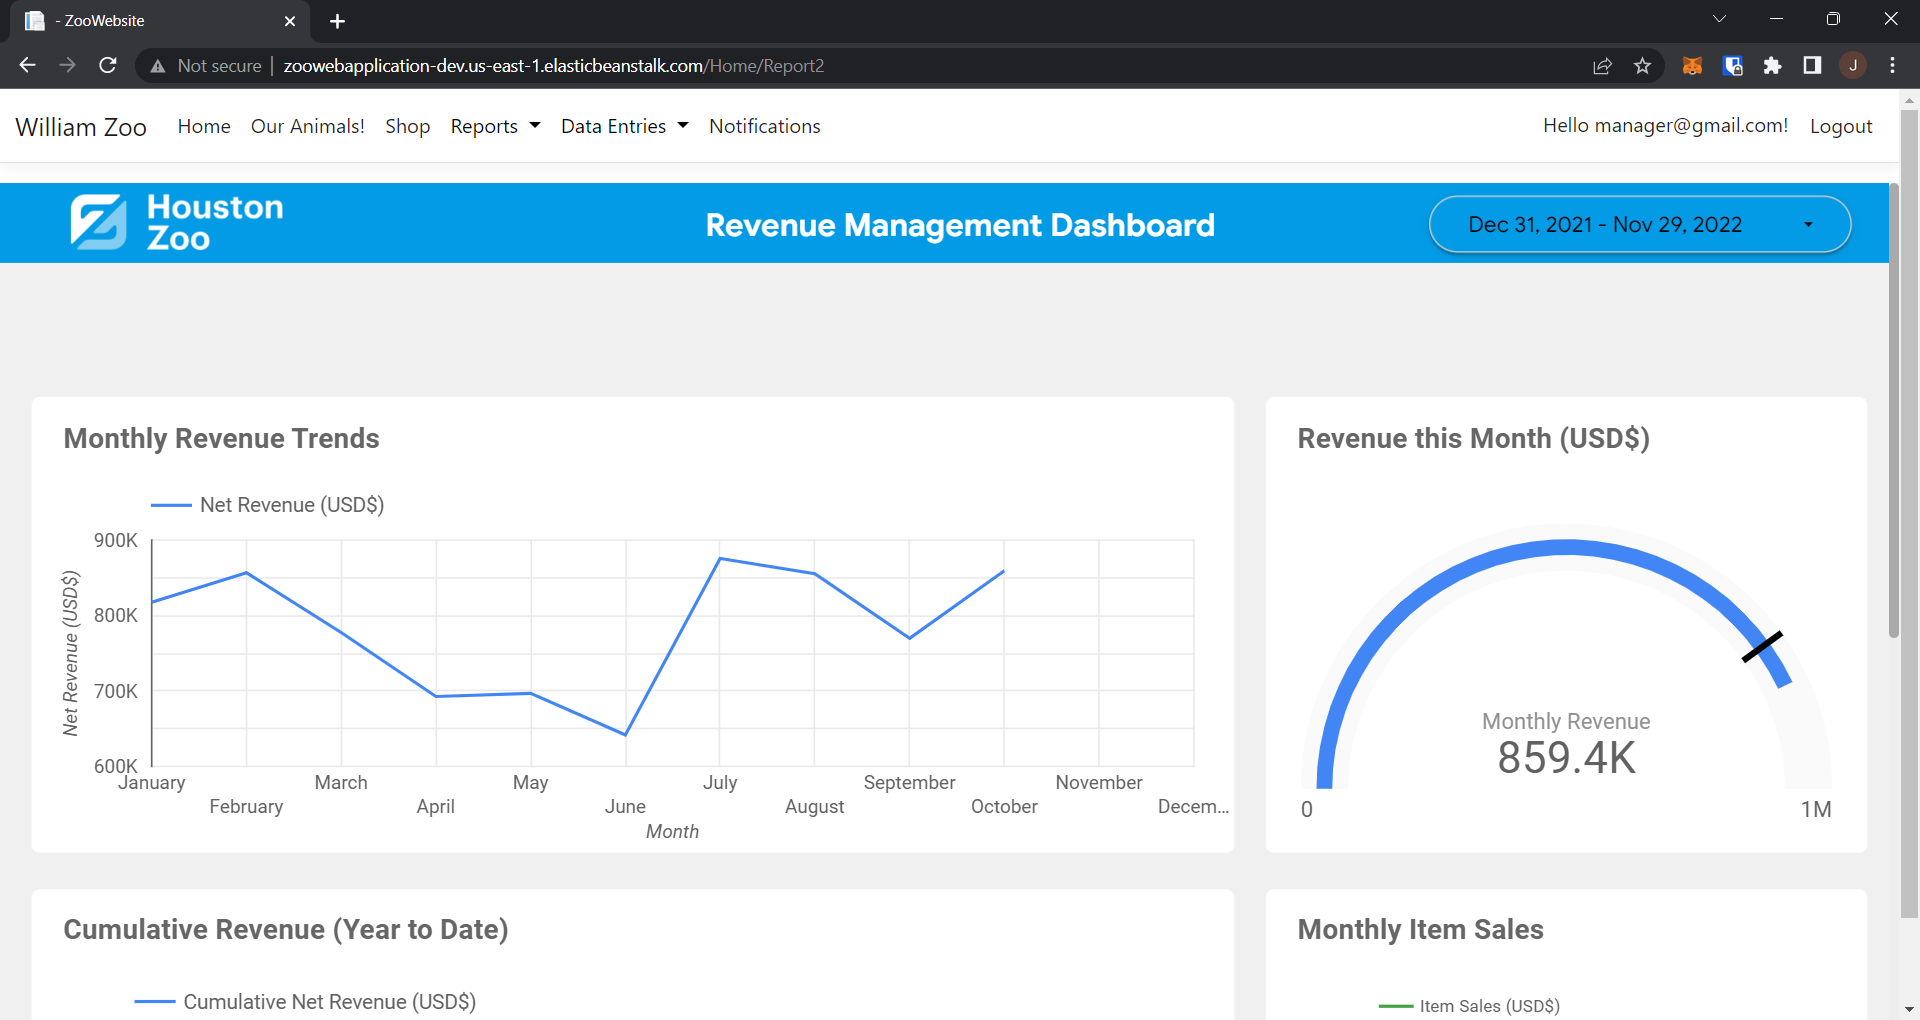 - ZooWebsite
Not secure
zoowebapplication-dev.us-east-1.elasticbeanstalk.com/Home/Report2
J
William Zoo Home Our Animals! Shop Reports Data Entries Notifications Hello manager@gmail.com! Logout
Houston
Zoo
Revenue Management Dashboard
Dec 31, 2021 - Nov 29, 2022
Monthly Revenue Trends
Net Revenue (USD$)
900K
800K
700K
600K
Net Revenue (USD$)
January March May July September November
February April June August October Decem...
Month
Revenue this Month (USD$)
Monthly Revenue
859.4K
0 1M
Cumulative Revenue (Year to Date)
Cumulative Net Revenue (USD$)
Monthly Item Sales
Item Sales (USD$)